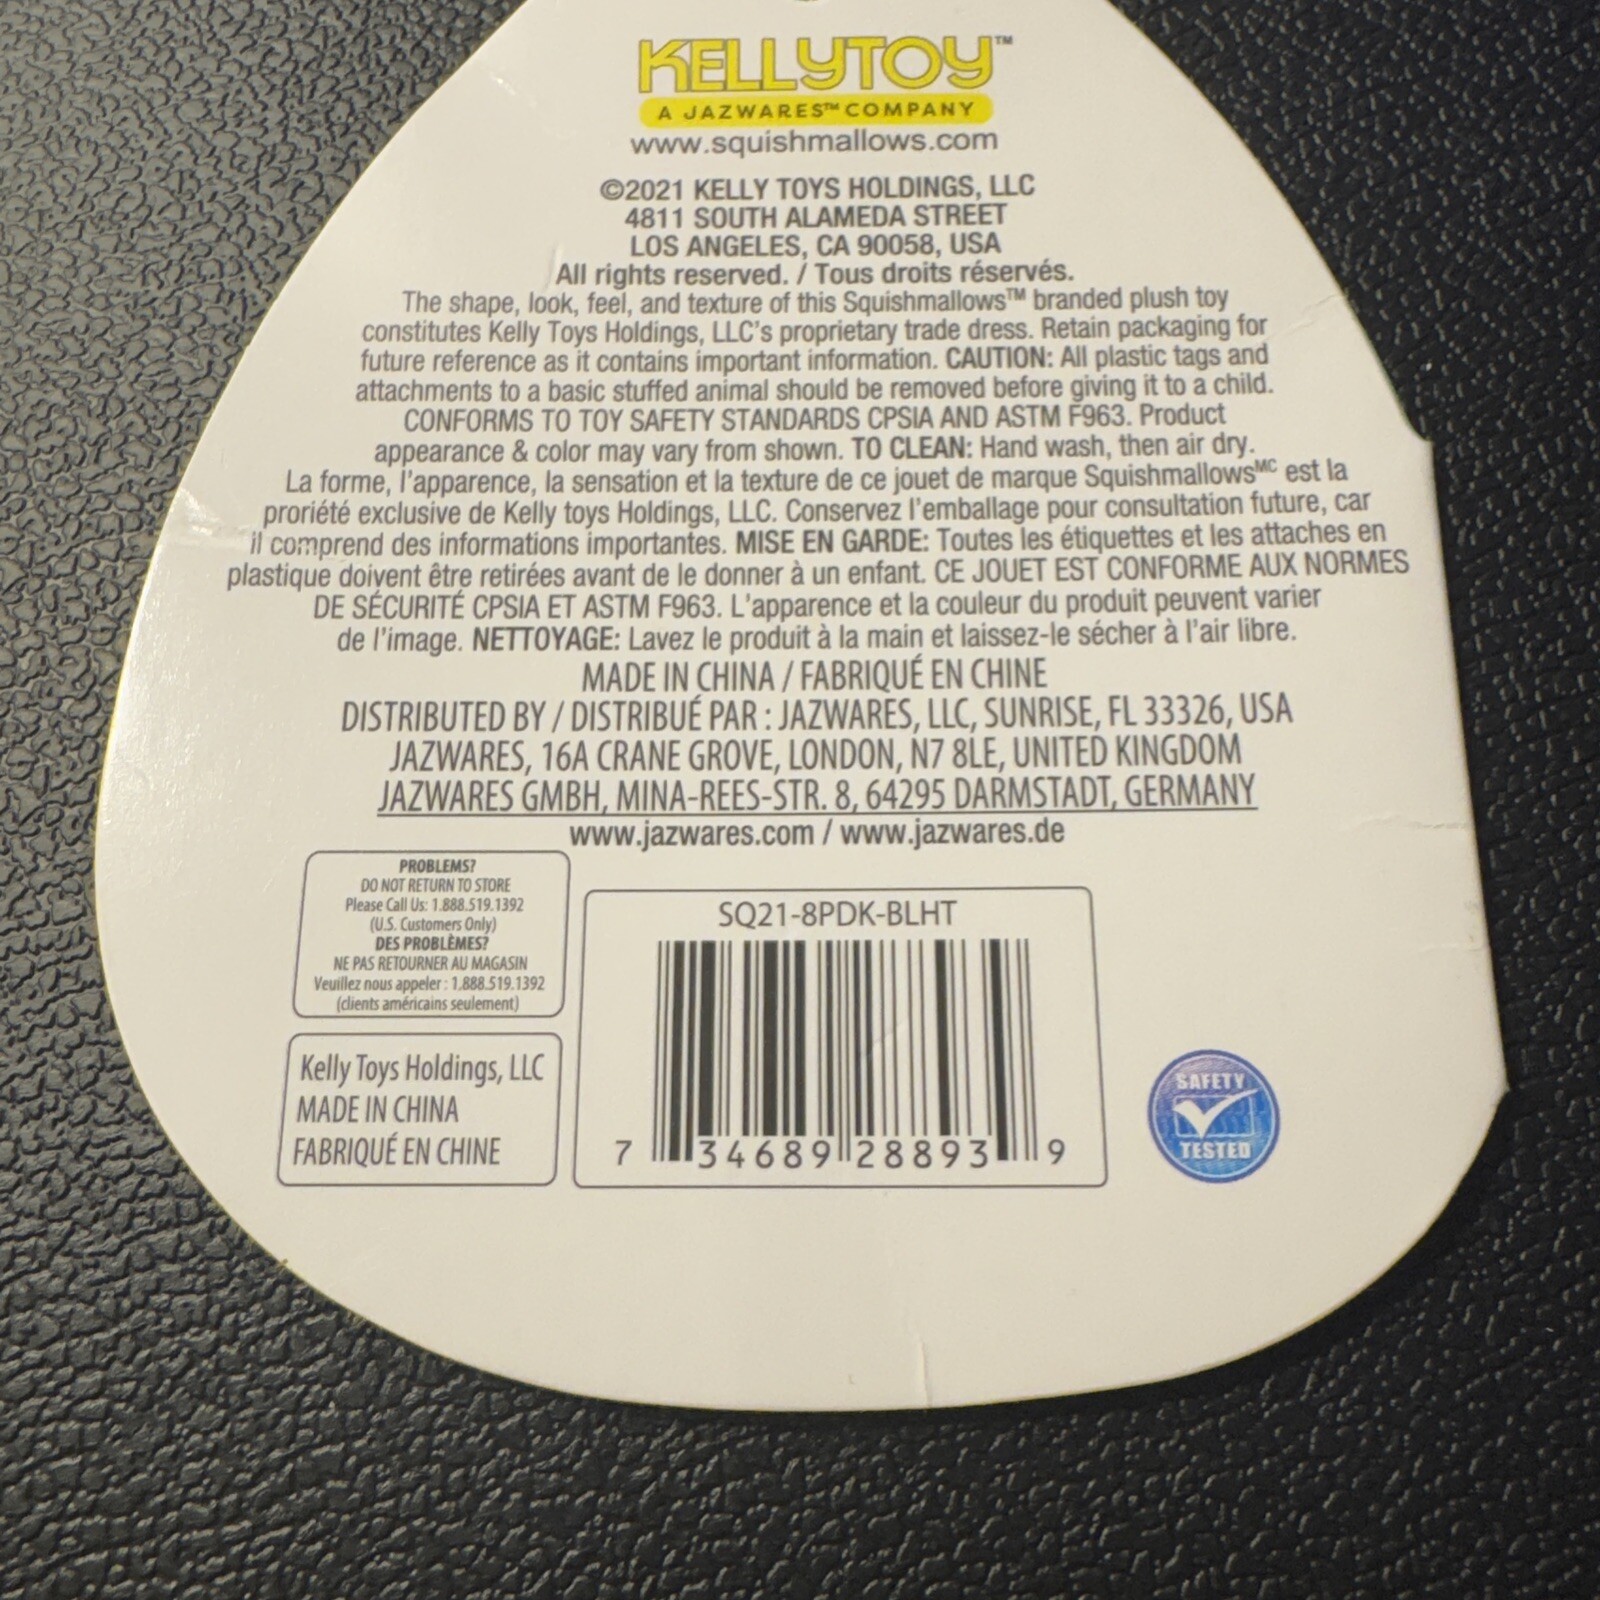 KELLYTOY™
A JAZWARES™ COMPANY
www.squishmallows.com
©2021 KELLY TOYS HOLDINGS, LLC
4811 SOUTH ALAMEDA STREET
LOS ANGELES, CA 90058, USA
All rights reserved. / Tous droits réservés.
The shape, look, feel, and texture of this Squishmallows™ branded plush toy
constitutes Kelly Toys Holdings, LLC's proprietary trade dress. Retain packaging for
future reference as it contains important information. CAUTION: All plastic tags and
attachments to a basic stuffed animal should be removed before giving it to a child.
CONFORMS TO TOY SAFETY STANDARDS CPSIA AND ASTM F963. Product
appearance & color may vary from shown. TO CLEAN: Hand wash, then air dry.
La forme, l'apparence, la sensation et la texture de ce jouet de marque Squishmallowsᴹᶜ est la
proriété exclusive de Kelly toys Holdings, LLC. Conservez l'emballage pour consultation future, car
il comprend des informations importantes. MISE EN GARDE: Toutes les étiquettes et les attaches en
plastique doivent être retirées avant de le donner à un enfant. CE JOUET EST CONFORME AUX NORMES
DE SÉCURITÉ CPSIA ET ASTM F963. L'apparence et la couleur du produit peuvent varier
de l'image. NETTOYAGE: Lavez le produit à la main et laissez-le sécher à l'air libre.
MADE IN CHINA / FABRIQUÉ EN CHINE
DISTRIBUTED BY / DISTRIBUÉ PAR : JAZWARES, LLC, SUNRISE, FL 33326, USA
JAZWARES, 16A CRANE GROVE, LONDON, N7 8LE, UNITED KINGDOM
JAZWARES GMBH, MINA-REES-STR. 8, 64295 DARMSTADT, GERMANY
www.jazwares.com / www.jazwares.de
PROBLEMS?
DO NOT RETURN TO STORE
Please Call Us: 1.888.519.1392
(U.S. Customers Only)
DES PROBLÈMES?
NE PAS RETOURNER AU MAGASIN
Veuillez nous appeler : 1.888.519.1392
(clients américains seulement)
Kelly Toys Holdings, LLC
MADE IN CHINA
FABRIQUÉ EN CHINE
SQ21-8PDK-BLHT
7 34689 28893 9
SAFETY
TESTED